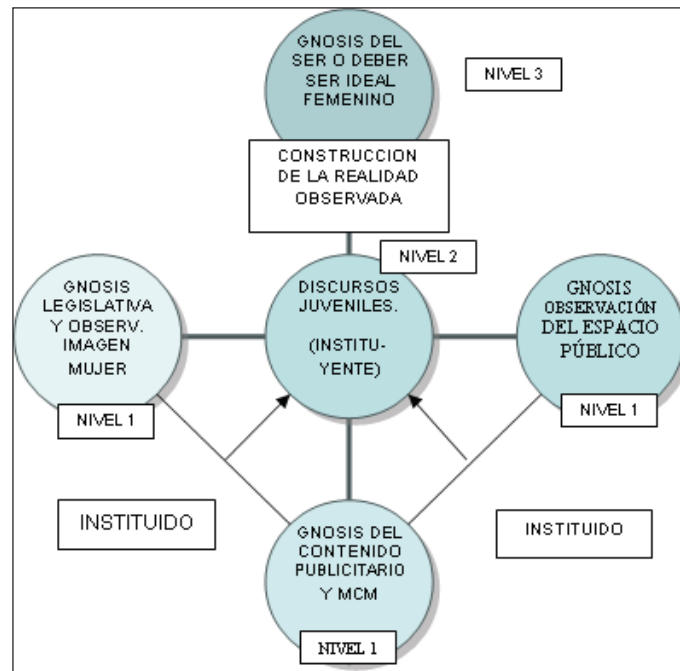 GNOSIS DEL
SER O DEBER
SER IDEAL
FEMENINO
NIVEL 3
CONSTRUCCION
DE LA REALIDAD
OBSERVADA
NIVEL 2
GNOSIS
LEGISLATIVA
Y OBSERV.
IMAGEN
MUJER
NIVEL 1
DISCURSOS
JUVENILES.
(INSTITU-
YENTE)
GNOSIS
OBSERVACIÓN
DEL ESPACIO
PÚBLICO
NIVEL 1
INSTITUIDO
INSTITUIDO
GNOSIS DEL
CONTENIDO
PUBLICITARIO
Y MCM
NIVEL 1